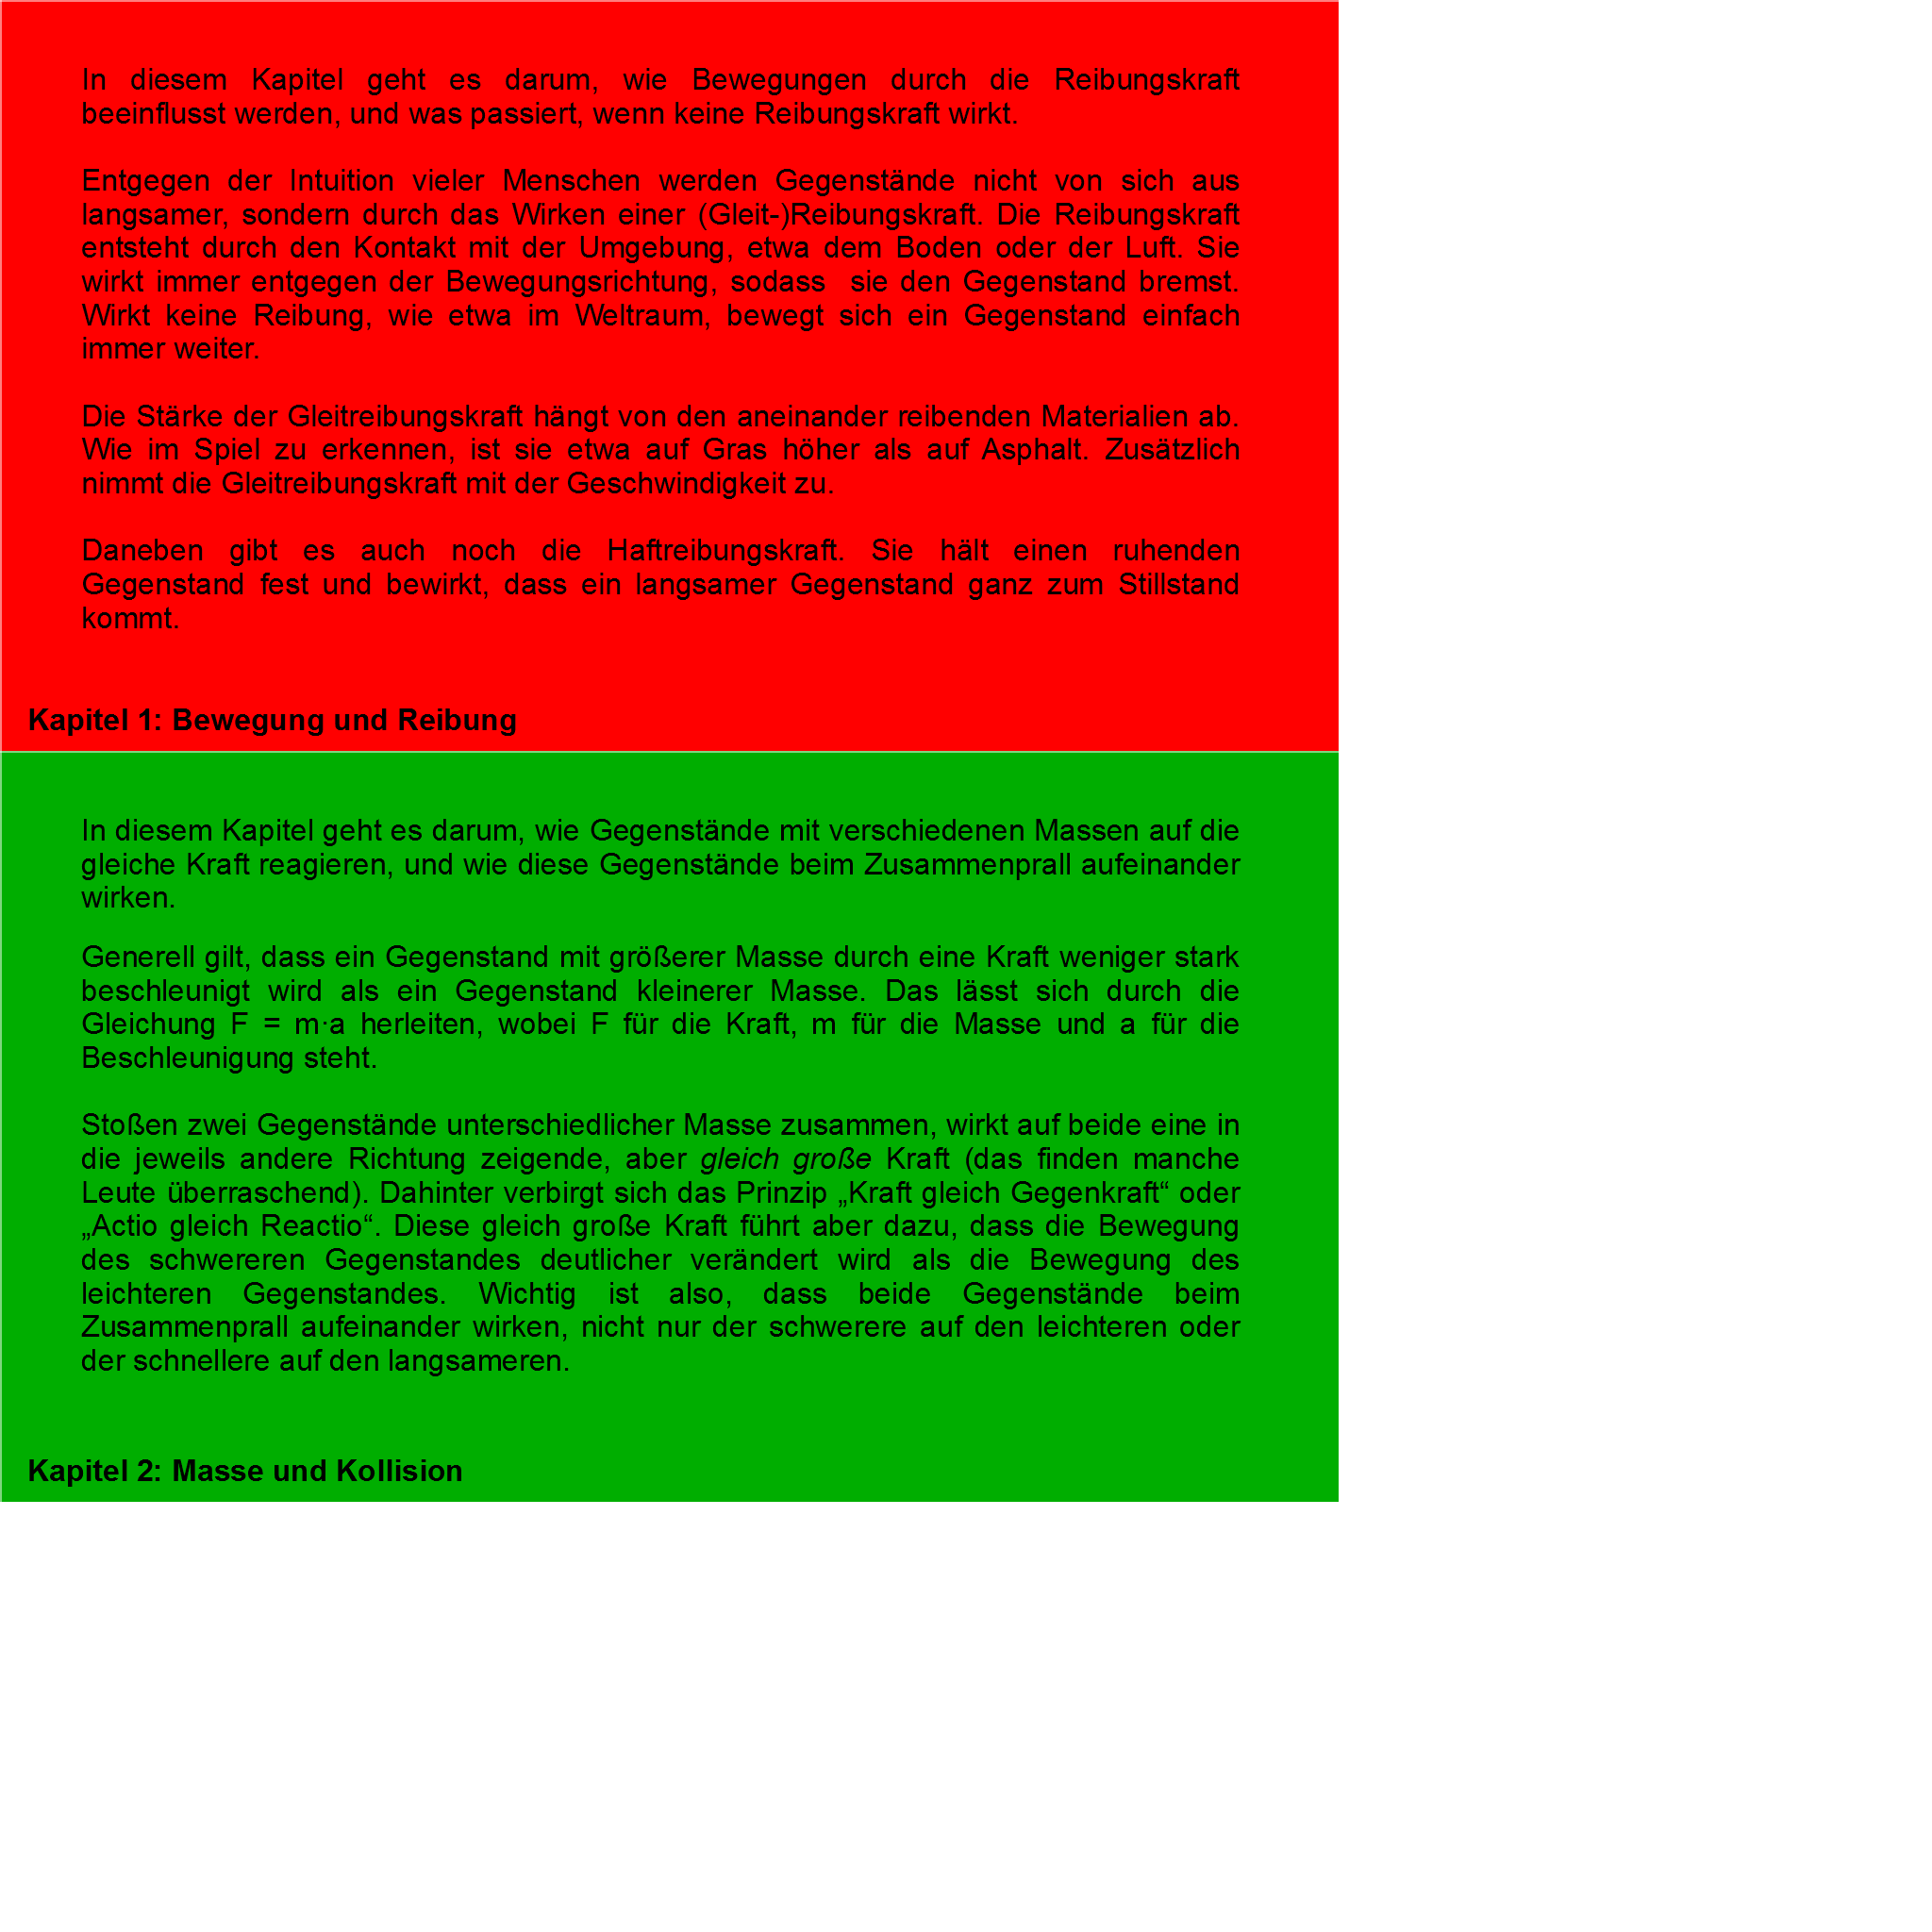 In diesem Kapitel geht es darum, wie Bewegungen durch die Reibungskraft
beeinflusst werden, und was passiert, wenn keine Reibungskraft wirkt.
Entgegen der Intuition vieler Menschen werden Gegenstände nicht von sich aus
langsamer, sondern durch das Wirken einer (Gleit-)Reibungskraft. Die Reibungskraft
entsteht durch den Kontakt mit der Umgebung, etwa dem Boden oder der Luft. Sie
wirkt immer entgegen der Bewegungsrichtung, sodass  sie den Gegenstand bremst.
Wirkt keine Reibung, wie etwa im Weltraum, bewegt sich ein Gegenstand einfach
immer weiter.
Die Stärke der Gleitreibungskraft hängt von den aneinander reibenden Materialien ab.
Wie im Spiel zu erkennen, ist sie etwa auf Gras höher als auf Asphalt. Zusätzlich
nimmt die Gleitreibungskraft mit der Geschwindigkeit zu.
Daneben gibt es auch noch die Haftreibungskraft. Sie hält einen ruhenden
Gegenstand fest und bewirkt, dass ein langsamer Gegenstand ganz zum Stillstand
kommt.
Kapitel 1: Bewegung und Reibung
In diesem Kapitel geht es darum, wie Gegenstände mit verschiedenen Massen auf die
gleiche Kraft reagieren, und wie diese Gegenstände beim Zusammenprall aufeinander
wirken.
Generell gilt, dass ein Gegenstand mit größerer Masse durch eine Kraft weniger stark
beschleunigt wird als ein Gegenstand kleinerer Masse. Das lässt sich durch die
Gleichung F = m·a herleiten, wobei F für die Kraft, m für die Masse und a für die
Beschleunigung steht.
Stoßen zwei Gegenstände unterschiedlicher Masse zusammen, wirkt auf beide eine in
die jeweils andere Richtung zeigende, aber gleich große Kraft (das finden manche
Leute überraschend). Dahinter verbirgt sich das Prinzip „Kraft gleich Gegenkraft“ oder
„Actio gleich Reactio“. Diese gleich große Kraft führt aber dazu, dass die Bewegung
des schwereren Gegenstandes deutlicher verändert wird als die Bewegung des
leichteren Gegenstandes. Wichtig ist also, dass beide Gegenstände beim
Zusammenprall aufeinander wirken, nicht nur der schwerere auf den leichteren oder
der schnellere auf den langsameren.
Kapitel 2: Masse und Kollision